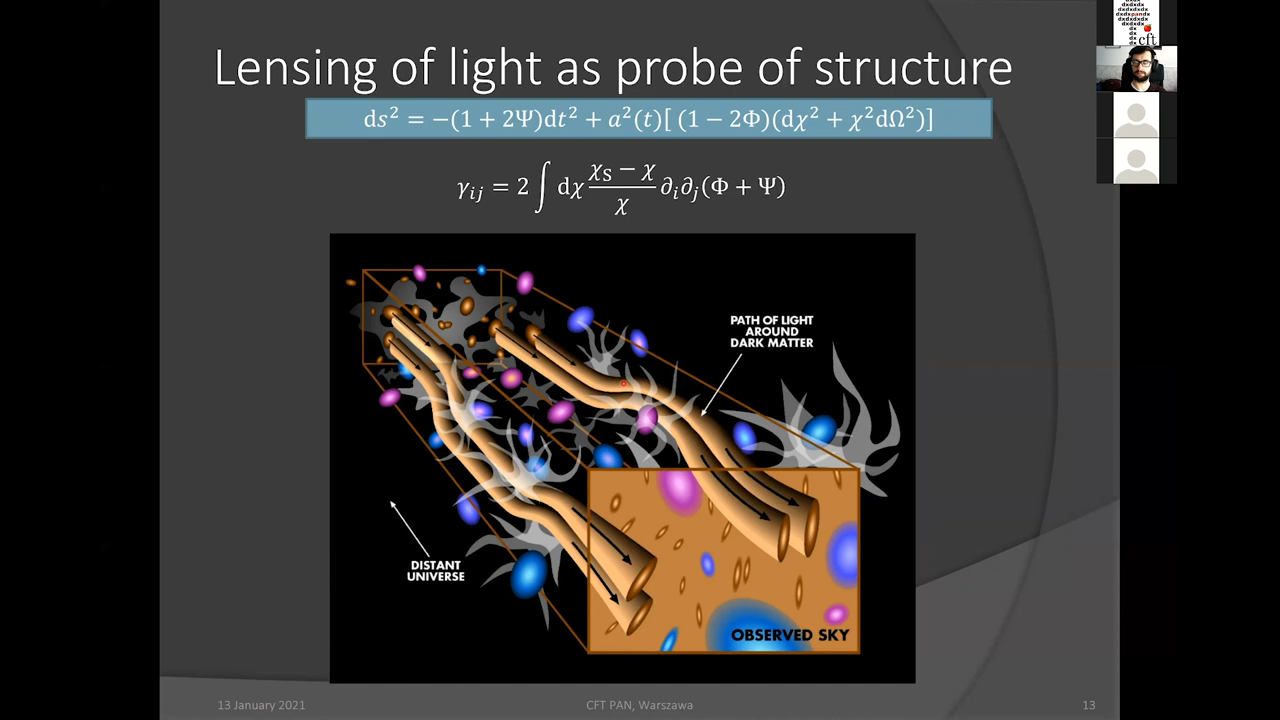 Lensing of light as probe of structure
ds² = −(1 + 2Ψ)dt² + a²(t)[ (1 − 2Φ)(dχ² + χ²dΩ²)]
γᵢⱼ = 2 ∫ dχ (χS − χ)/χ ∂ᵢ∂ⱼ(Φ + Ψ)
PATH OF LIGHT
AROUND
DARK MATTER
DISTANT
UNIVERSE
OBSERVED SKY
13 January 2021
CFT PAN, Warszawa
13
cft